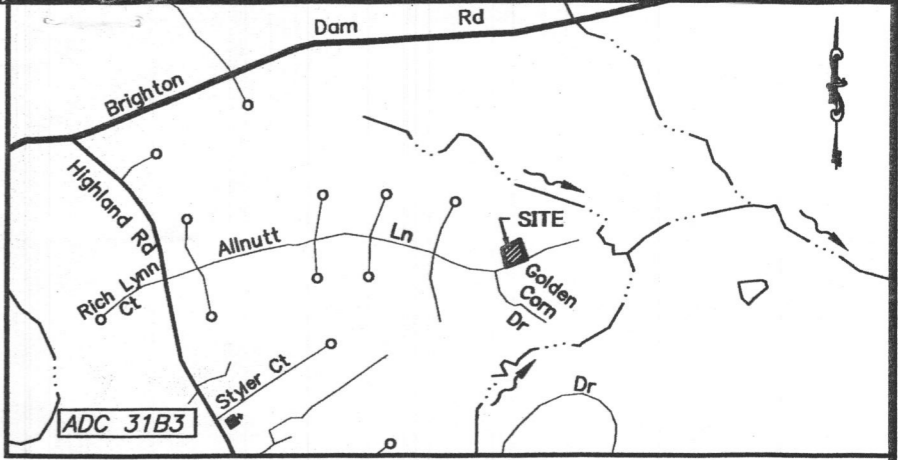 Dam Rd
Brighton
Highland Rd
SITE
Allnutt Ln
Rich Lynn
Ct
Golden
Corn
Dr
Styler Ct
Dr
ADC 31B3